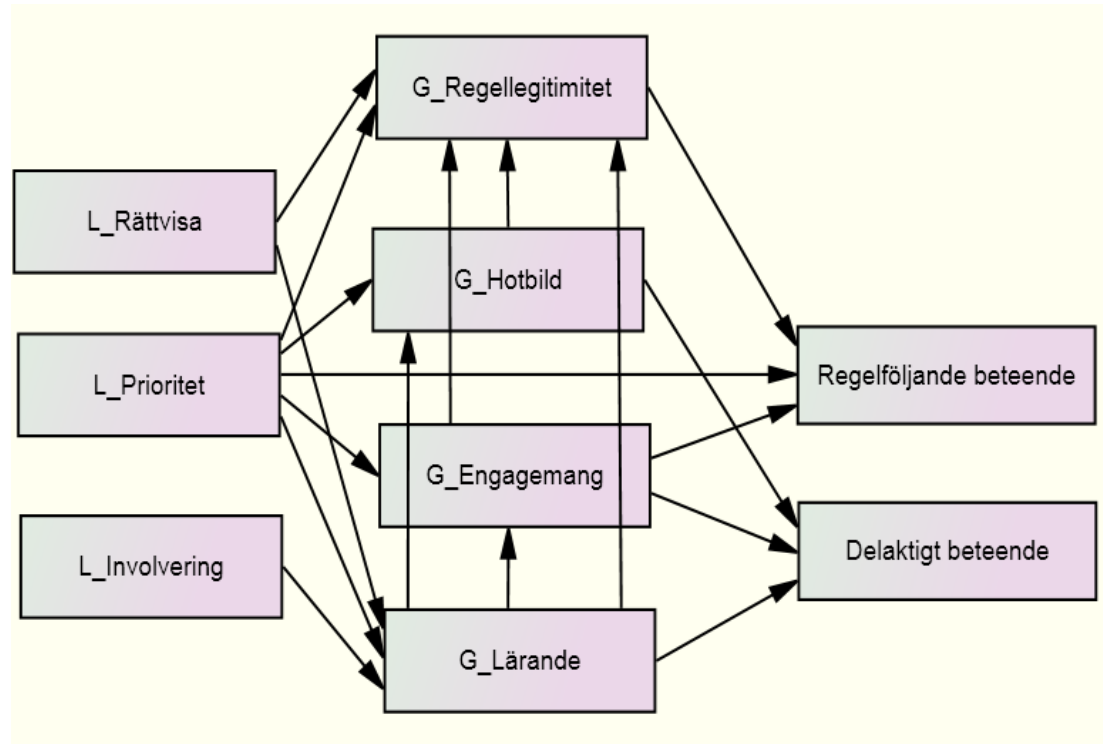 G_Regellegitimitet
L_Rättvisa
G_Hotbild
L_Prioritet
Regelföljande beteende
G_Engagemang
L_Involvering
Delaktigt beteende
G_Lärande